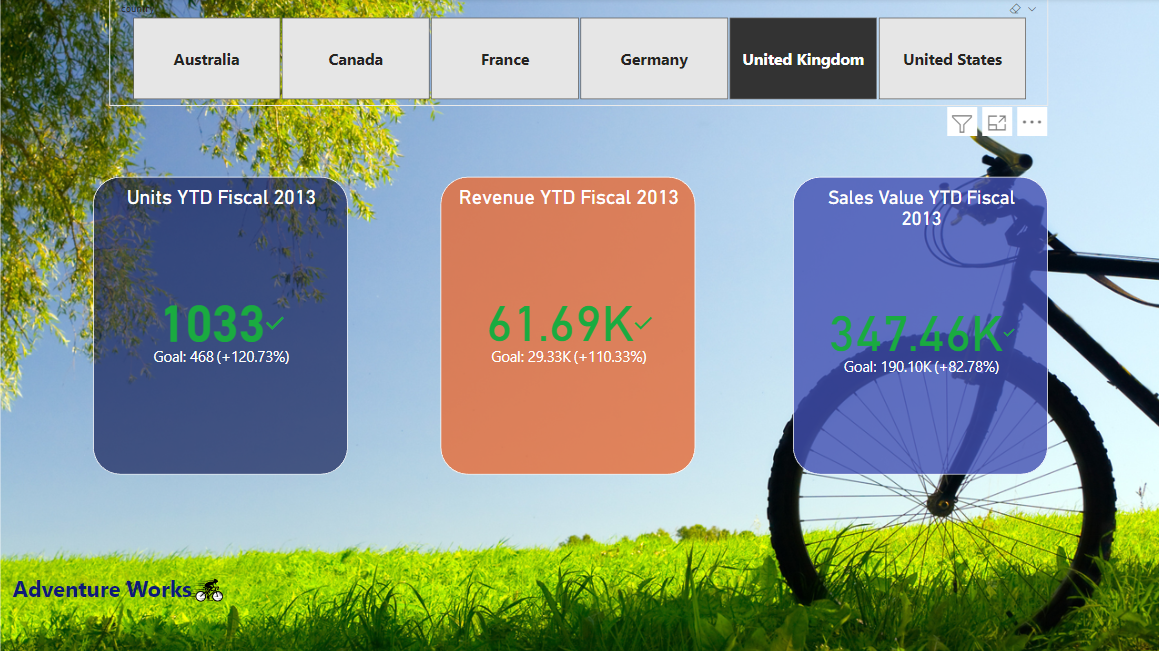 Country
Australia
Canada
France
Germany
United Kingdom
United States
Units YTD Fiscal 2013
1033
Goal: 468 (+120.73%)
Revenue YTD Fiscal 2013
61.69K
Goal: 29.33K (+110.33%)
Sales Value YTD Fiscal
2013
347.46K
Goal: 190.10K (+82.78%)
Adventure Works